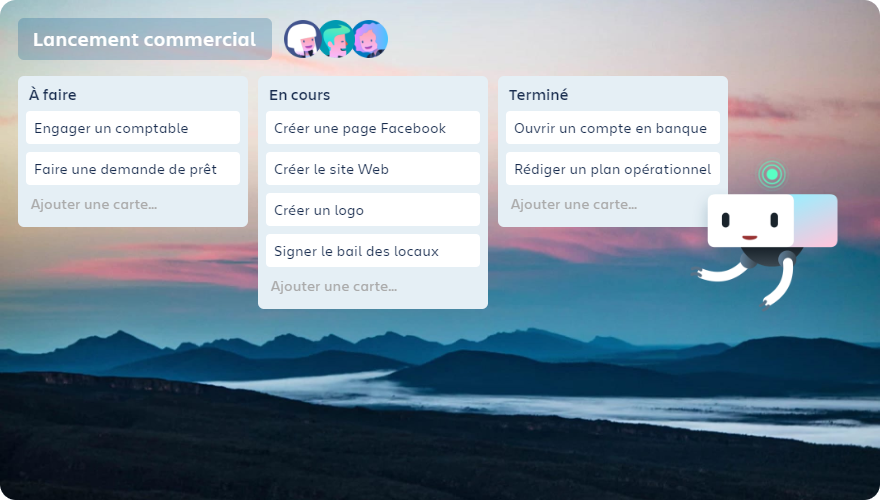 Lancement commercial
À faire
Engager un comptable
Faire une demande de prêt
Ajouter une carte...
En cours
Créer une page Facebook
Créer le site Web
Créer un logo
Signer le bail des locaux
Ajouter une carte...
Terminé
Ouvrir un compte en banque
Rédiger un plan opérationnel
Ajouter une carte...